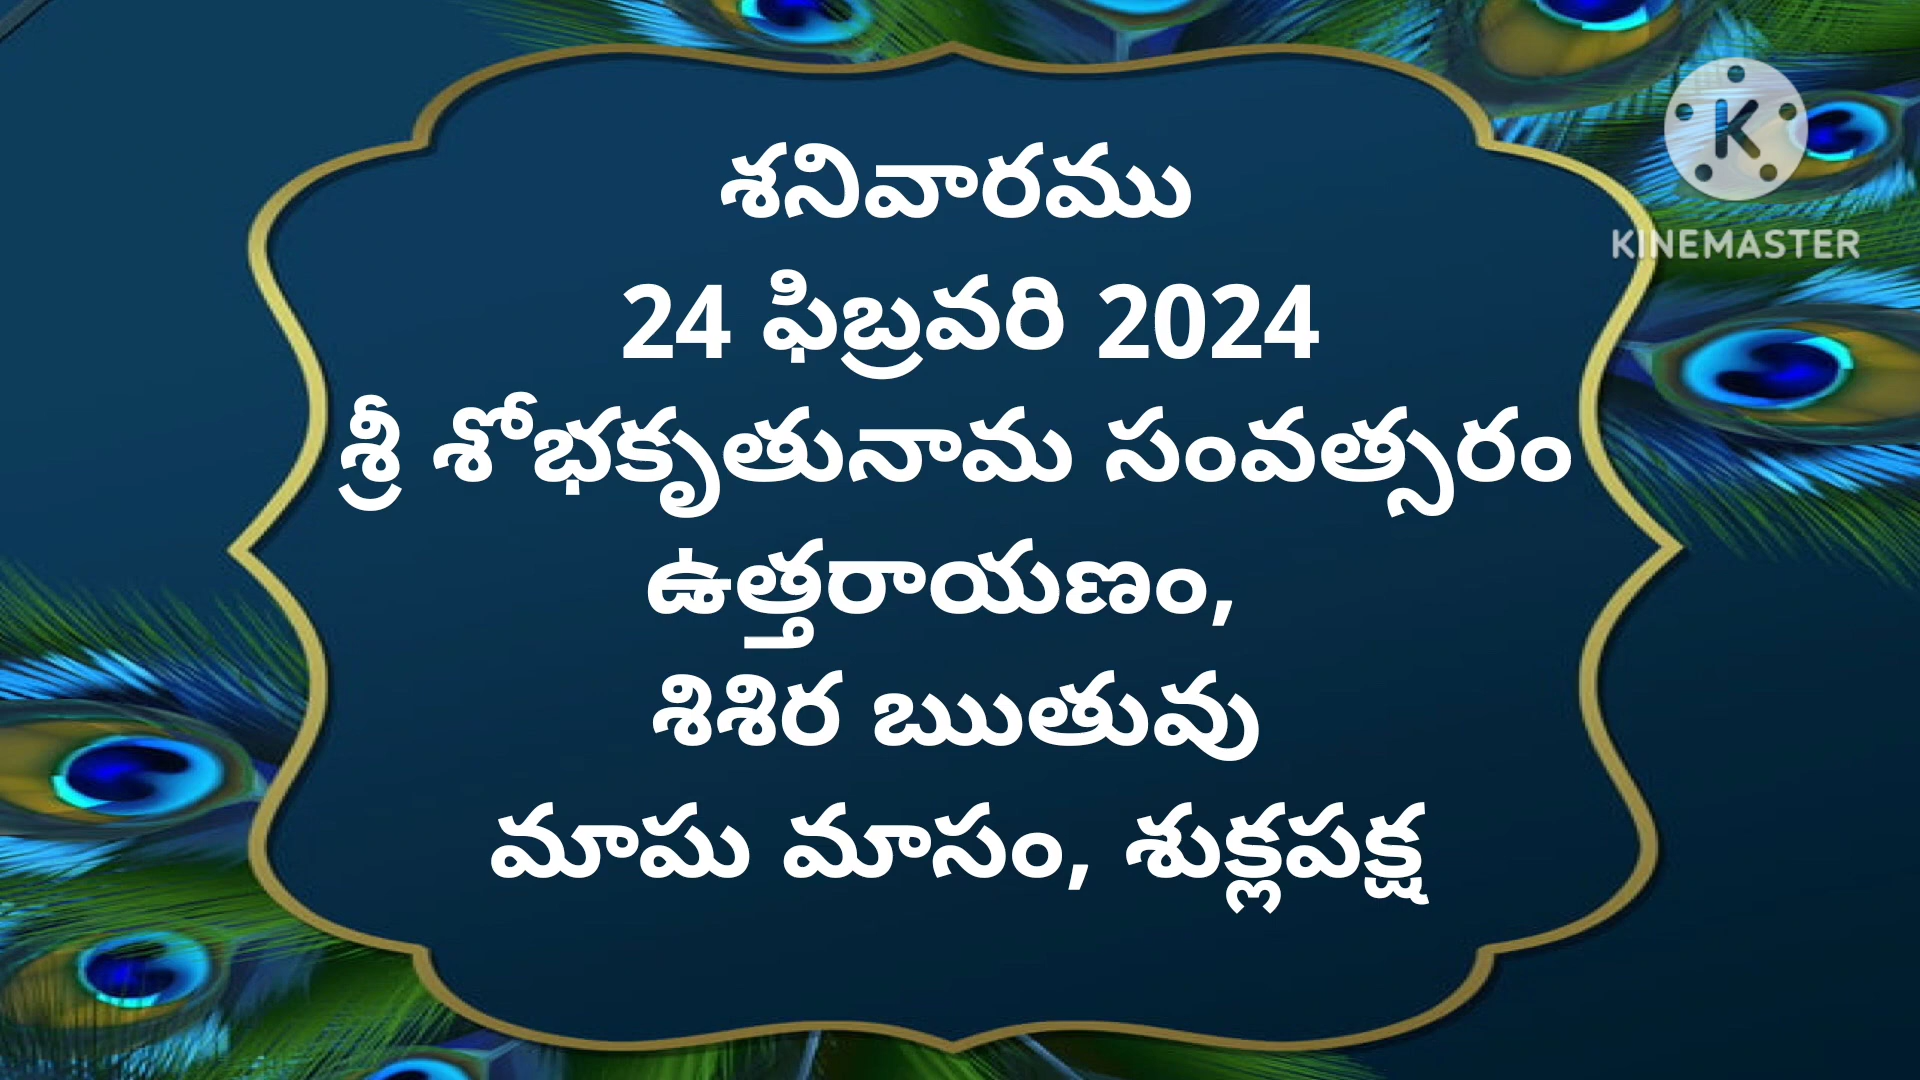 శనివారము
24 ఫిబ్రవరి 2024
శ్రీ శోభకృతునామ సంవత్సరం
ఉత్తరాయణం,
శిశిర ఋతువు
మాఘ మాసం, శుక్లపక్ష
KINEMASTER